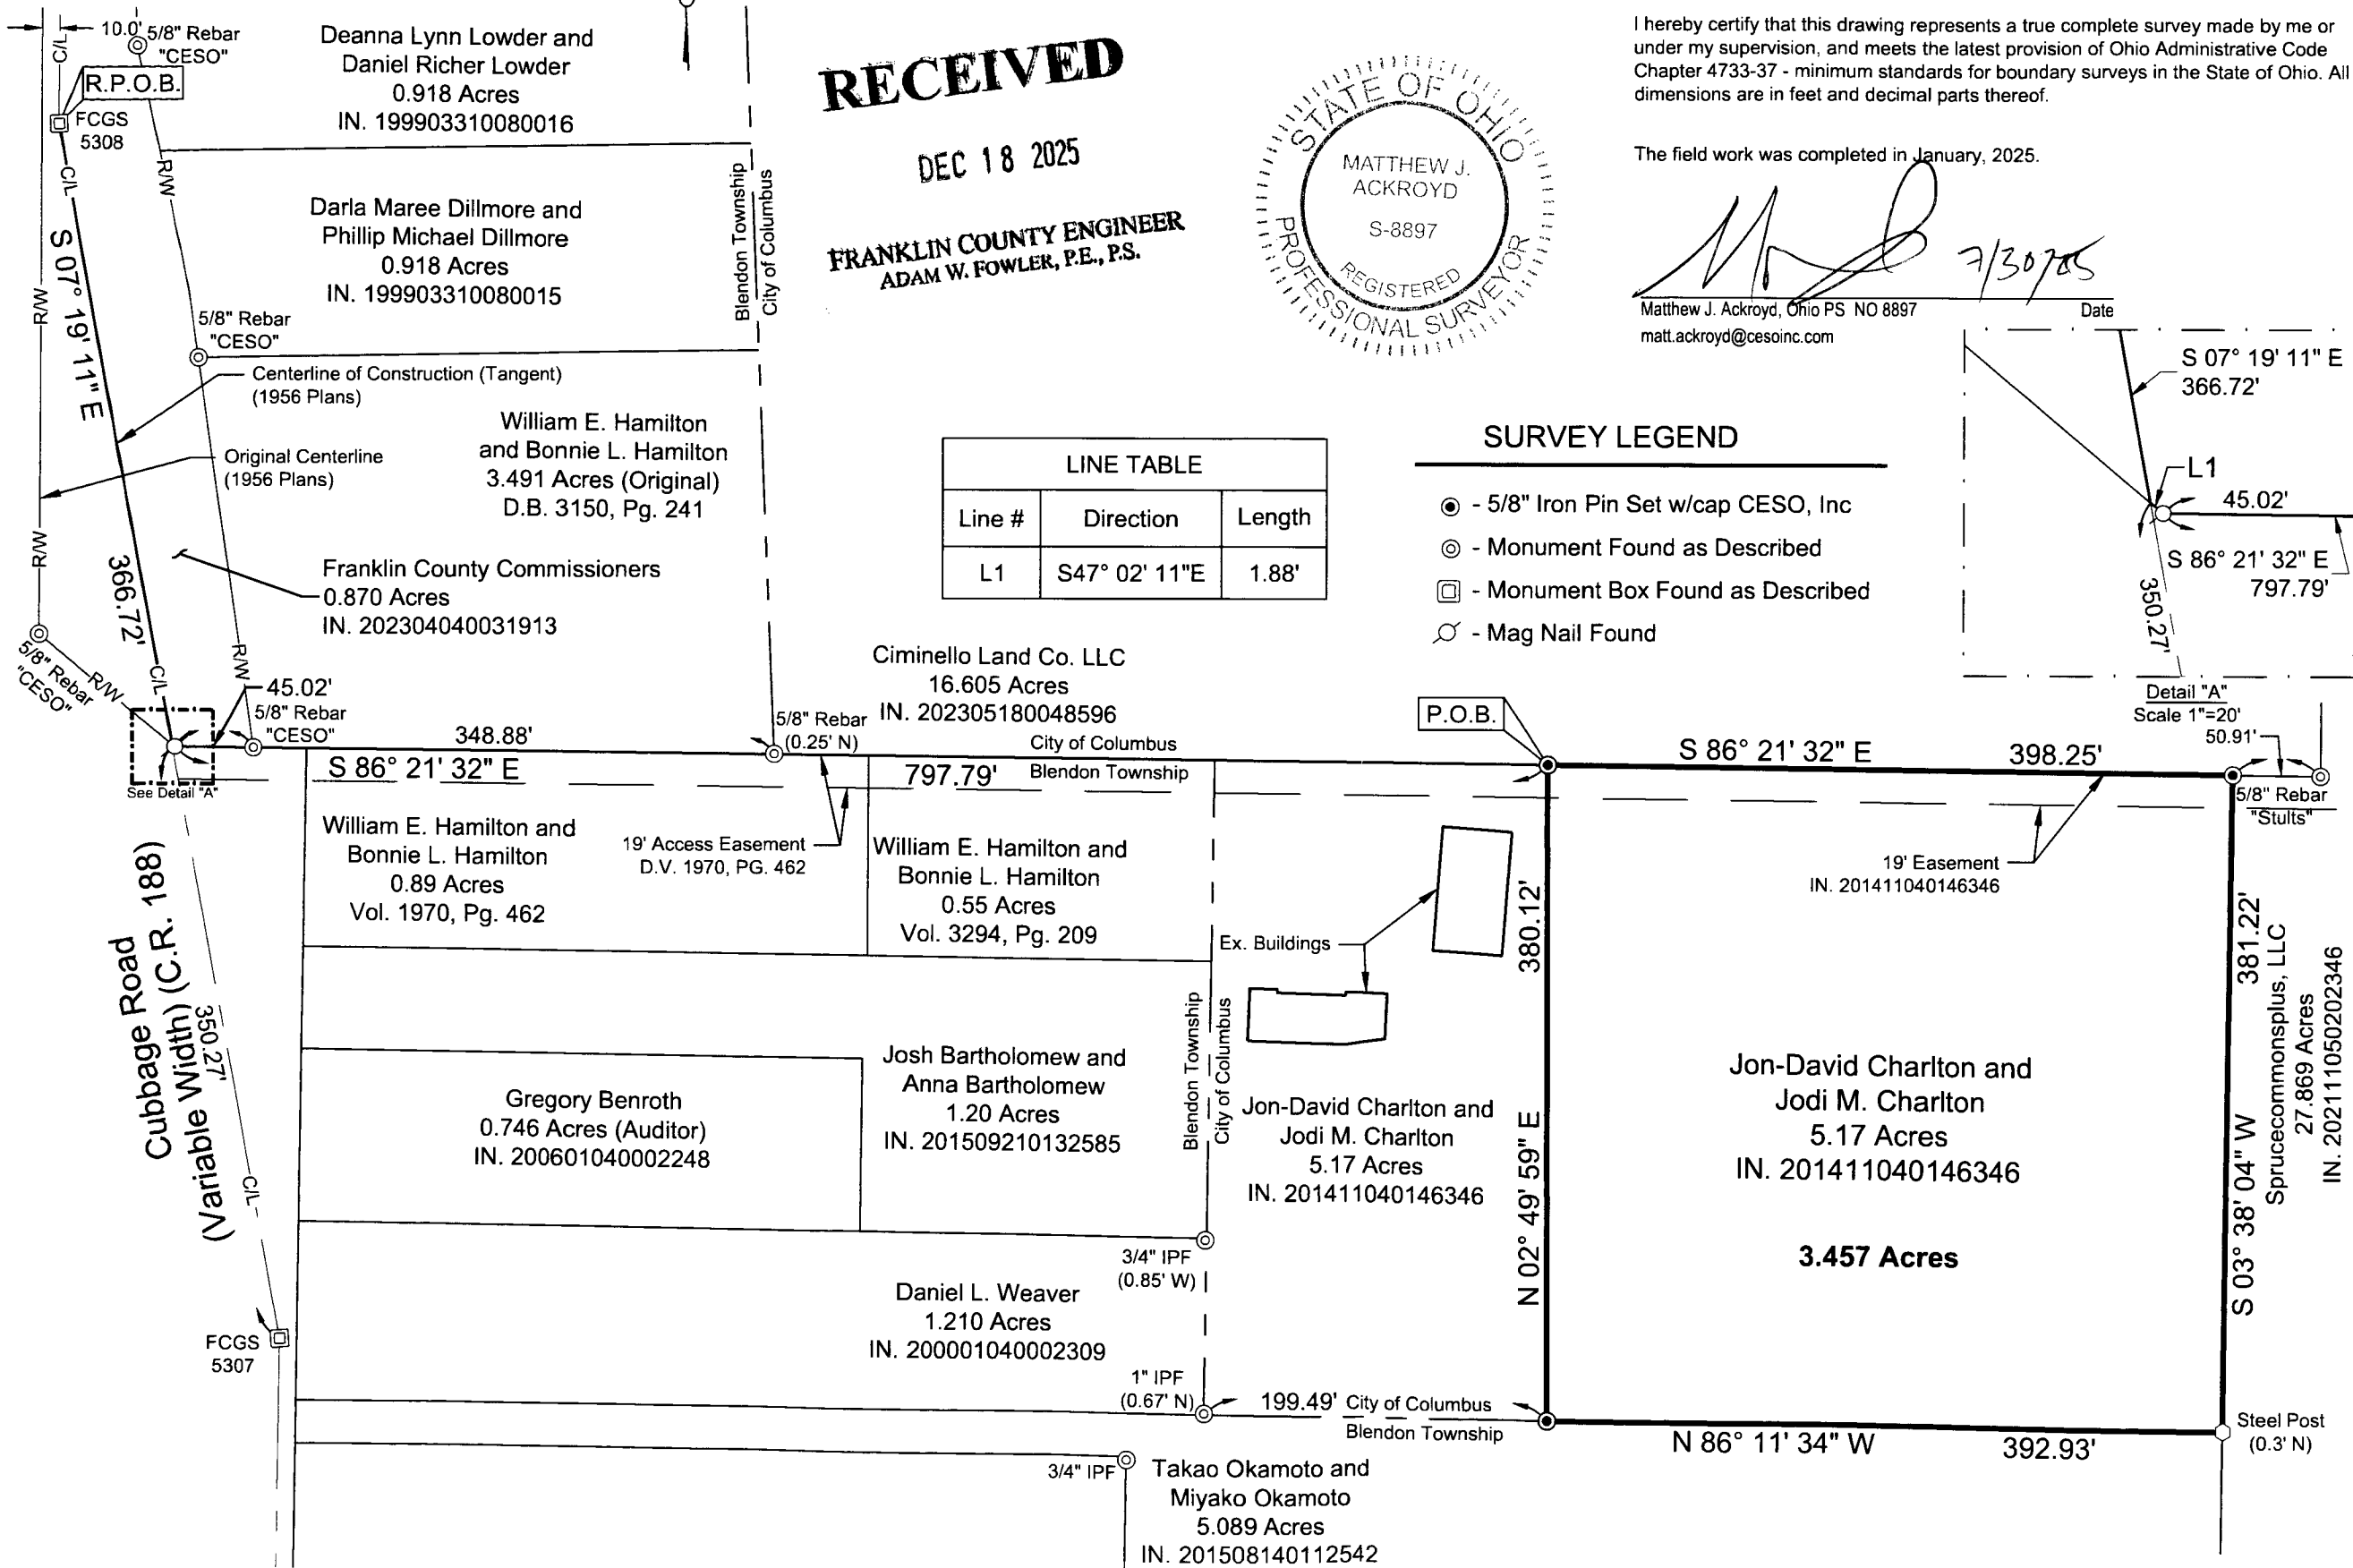 10.0'
5/8" Rebar
"CESO"
C/L
R.P.O.B.
FCGS
5308
C/L
R/W
S 07° 19' 11" E
R/W
Deanna Lynn Lowder and
Daniel Richer Lowder
0.918 Acres
IN. 199903310080016
Darla Maree Dillmore and
Phillip Michael Dillmore
0.918 Acres
IN. 199903310080015
Blendon Township
City of Columbus
5/8" Rebar
"CESO"
Centerline of Construction (Tangent)
(1956 Plans)
Original Centerline
(1956 Plans)
William E. Hamilton
and Bonnie L. Hamilton
3.491 Acres (Original)
D.B. 3150, Pg. 241
R/W
366.72'
Franklin County Commissioners
0.870 Acres
IN. 202304040031913
5/8" Rebar
"CESO"
R/W
C/L
R/W
RECEIVED
DEC 18 2025
FRANKLIN COUNTY ENGINEER
ADAM W. FOWLER, P.E., P.S.
STATE OF OHIO
MATTHEW J.
ACKROYD
S-8897
REGISTERED
PROFESSIONAL SURVEYOR
I hereby certify that this drawing represents a true complete survey made by me or
under my supervision, and meets the latest provision of Ohio Administrative Code
Chapter 4733-37 - minimum standards for boundary surveys in the State of Ohio. All
dimensions are in feet and decimal parts thereof.
The field work was completed in January, 2025.
7/30/25
Matthew J. Ackroyd, Ohio PS NO 8897
Date
matt.ackroyd@cesoinc.com
LINE TABLE
Line # Direction Length
L1 S47° 02' 11"E 1.88'
SURVEY LEGEND
- 5/8" Iron Pin Set w/cap CESO, Inc
- Monument Found as Described
- Monument Box Found as Described
- Mag Nail Found
S 07° 19' 11" E
366.72'
L1
45.02'
S 86° 21' 32" E
797.79'
350.27'
Detail "A"
Scale 1"=20'
45.02'
5/8" Rebar
"CESO"
See Detail "A"
348.88'
S 86° 21' 32" E
5/8" Rebar
(0.25' N)
Ciminello Land Co. LLC
16.605 Acres
IN. 202305180048596
City of Columbus
797.79'
Blendon Township
P.O.B.
S 86° 21' 32" E
398.25'
50.91'
5/8" Rebar
"Stults"
William E. Hamilton and
Bonnie L. Hamilton
0.89 Acres
Vol. 1970, Pg. 462
19' Access Easement
D.V. 1970, PG. 462
William E. Hamilton and
Bonnie L. Hamilton
0.55 Acres
Vol. 3294, Pg. 209
Ex. Buildings
380.12'
N 02° 49' 59" E
19' Easement
IN. 201411040146346
381.22'
S 03° 38' 04" W
Sprucecommonsplus, LLC
27.869 Acres
IN. 202111050202346
Cubbage Road
(Variable Width) (C.R. 188)
350.27'
C/L
FCGS
5307
Gregory Benroth
0.746 Acres (Auditor)
IN. 200601040002248
Josh Bartholomew and
Anna Bartholomew
1.20 Acres
IN. 201509210132585
Blendon Township
City of Columbus
Jon-David Charlton and
Jodi M. Charlton
5.17 Acres
IN. 201411040146346
Jon-David Charlton and
Jodi M. Charlton
5.17 Acres
IN. 201411040146346
3.457 Acres
3/4" IPF
(0.85' W)
Daniel L. Weaver
1.210 Acres
IN. 200001040002309
1" IPF
(0.67' N)
199.49'
City of Columbus
Blendon Township
N 86° 11' 34" W
392.93'
Steel Post
(0.3' N)
3/4" IPF
Takao Okamoto and
Miyako Okamoto
5.089 Acres
IN. 201508140112542